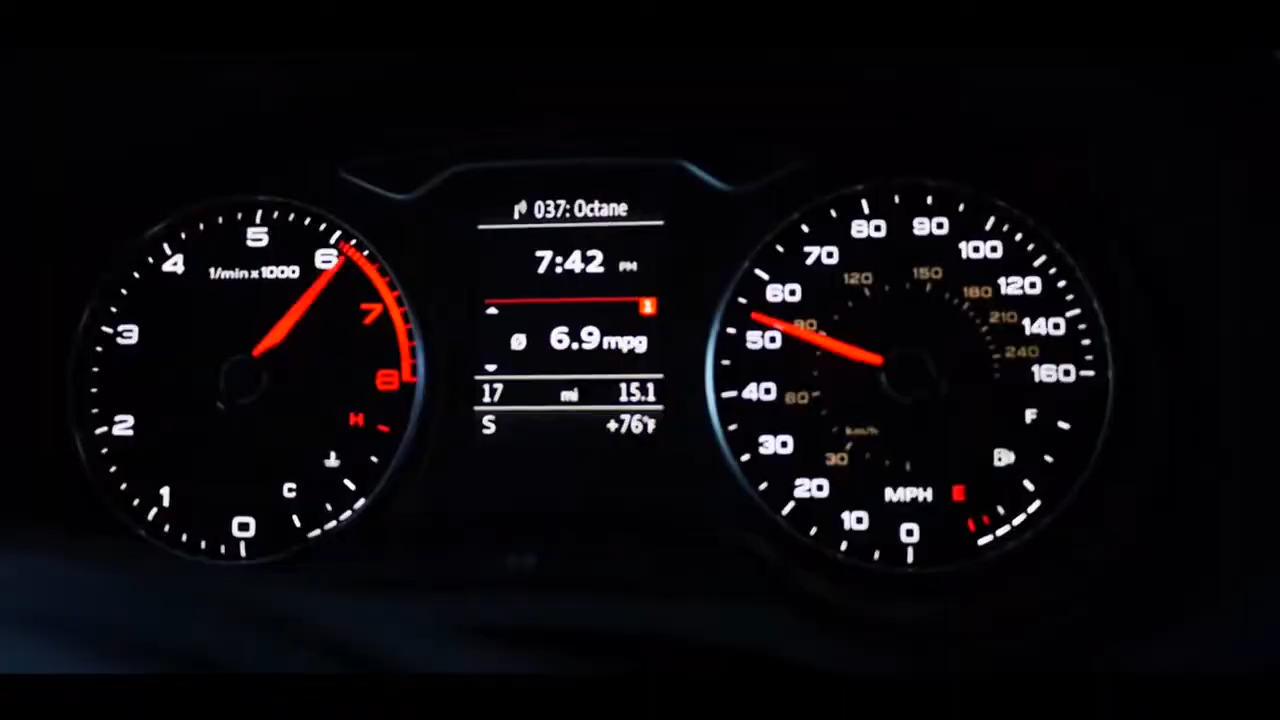 0
1
2
3
4
5
6
7
8
1/min x 1000
H
C
037: Octane
7:42 PM
1
Ø 6.9 mpg
17 mi 15.1
S +76°F
0
10
20
30
40
50
60
70
80
90
100
120
140
160
MPH
km/h
30
60
90
120
150
180
210
240
F
E